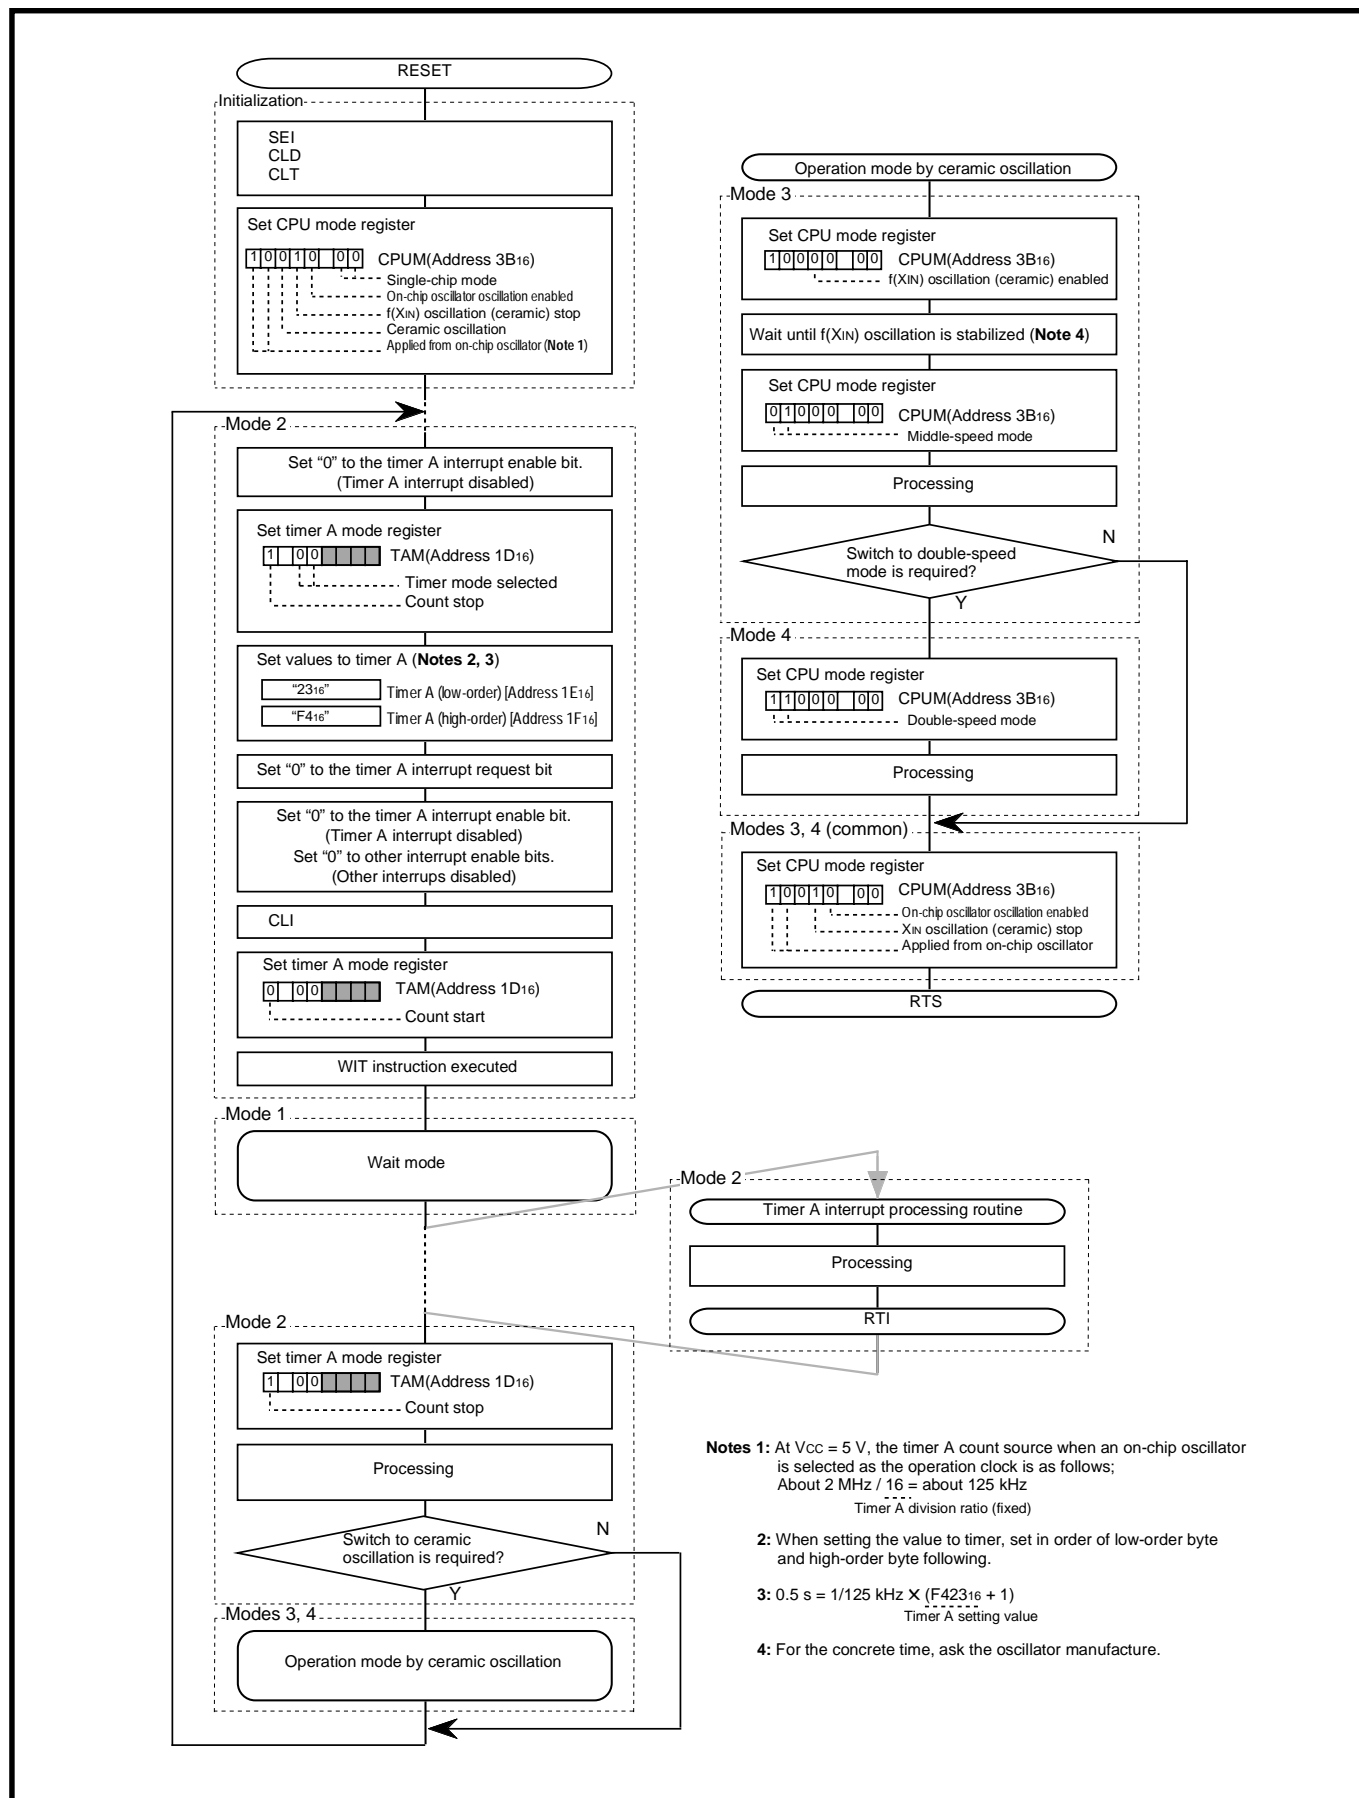 RESET
Initialization
SEI
CLD
CLT
Set CPU mode register
1 0 0 1 0 0 0 CPUM(Address 3B16)
Single-chip mode
On-chip oscillator oscillation enabled
f(XIN) oscillation (ceramic) stop
Ceramic oscillation
Applied from on-chip oscillator (Note 1)
Mode 2
Set “0” to the timer A interrupt enable bit.
(Timer A interrupt disabled)
Set timer A mode register
1 0 0 TAM(Address 1D16)
Timer mode selected
Count stop
Set values to timer A (Notes 2, 3)
“2316” Timer A (low-order) [Address 1E16]
“F416” Timer A (high-order) [Address 1F16]
Set “0” to the timer A interrupt request bit
Set “0” to the timer A interrupt enable bit.
(Timer A interrupt disabled)
Set “0” to other interrupt enable bits.
(Other interrups disabled)
CLI
Set timer A mode register
0 0 0 TAM(Address 1D16)
Count start
WIT instruction executed
Mode 1
Wait mode
Mode 2
Set timer A mode register
1 0 0 TAM(Address 1D16)
Count stop
Processing
Switch to ceramic
oscillation is required?
N
Y
Modes 3, 4
Operation mode by ceramic oscillation
Operation mode by ceramic oscillation
Mode 3
Set CPU mode register
1 0 0 0 0 0 0 CPUM(Address 3B16)
f(XIN) oscillation (ceramic) enabled
Wait until f(XIN) oscillation is stabilized (Note 4)
Set CPU mode register
0 1 0 0 0 0 0 CPUM(Address 3B16)
Middle-speed mode
Processing
Switch to double-speed
mode is required?
N
Y
Mode 4
Set CPU mode register
1 1 0 0 0 0 0 CPUM(Address 3B16)
Double-speed mode
Processing
Modes 3, 4 (common)
Set CPU mode register
1 0 0 1 0 0 0 CPUM(Address 3B16)
On-chip oscillator oscillation enabled
XIN oscillation (ceramic) stop
Applied from on-chip oscillator
RTS
Mode 2
Timer A interrupt processing routine
Processing
RTI
Notes 1: At VCC = 5 V, the timer A count source when an on-chip oscillator
is selected as the operation clock is as follows;
About 2 MHz / 16 = about 125 kHz
Timer A division ratio (fixed)
2: When setting the value to timer, set in order of low-order byte
and high-order byte following.
3: 0.5 s = 1/125 kHz × (F42316 + 1)
Timer A setting value
4: For the concrete time, ask the oscillator manufacture.